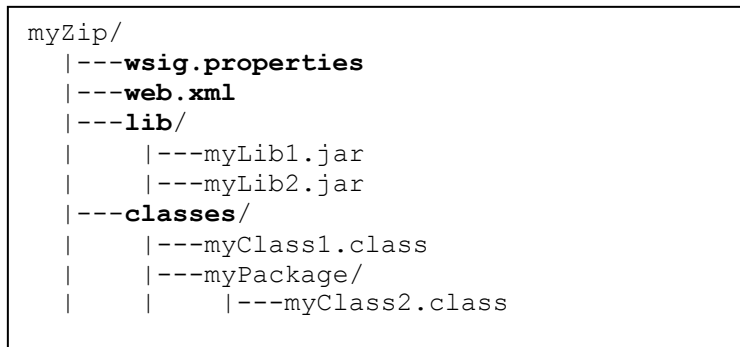 myZip/
  |---wsig.properties
  |---web.xml
  |---lib/
  |     |---myLib1.jar
  |     |---myLib2.jar
  |---classes/
  |     |---myClass1.class
  |     |---myPackage/
  |     |     |---myClass2.class